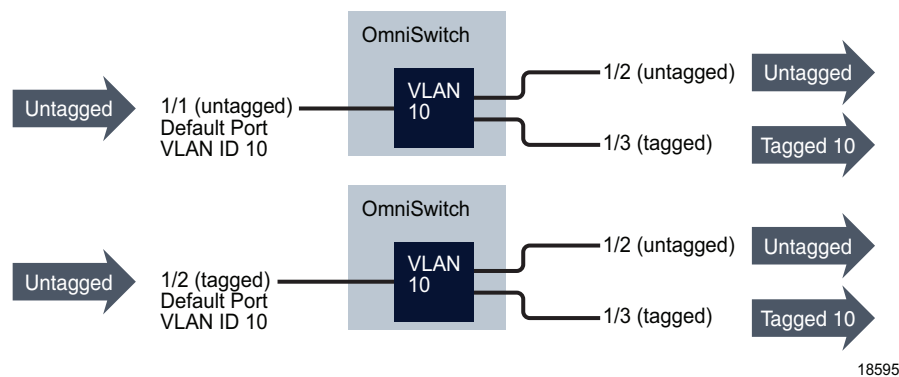 OmniSwitch
Untagged
1/1 (untagged)
Default Port
VLAN ID 10
VLAN
10
1/2 (untagged)
Untagged
1/3 (tagged)
Tagged 10
OmniSwitch
Untagged
1/2 (tagged)
Default Port
VLAN ID 10
VLAN
10
1/2 (untagged)
Untagged
1/3 (tagged)
Tagged 10
18595